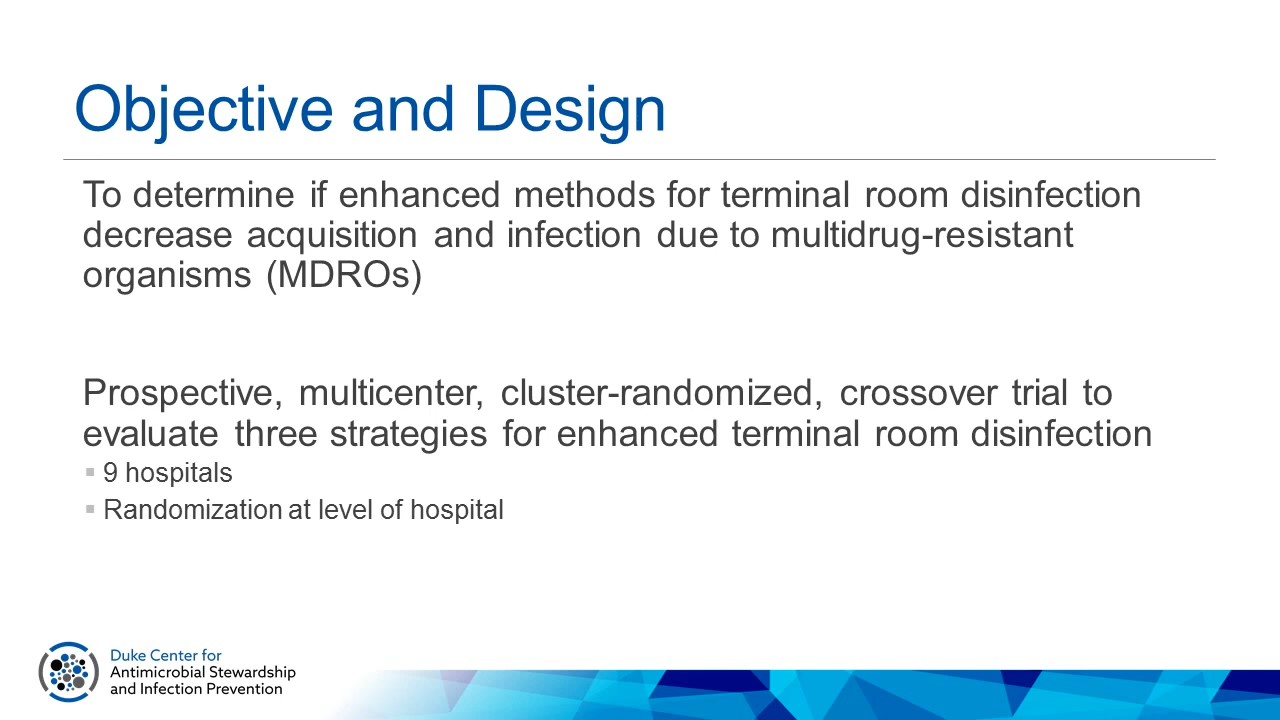 Objective and Design
To determine if enhanced methods for terminal room disinfection
decrease acquisition and infection due to multidrug-resistant
organisms (MDROs)
Prospective, multicenter, cluster-randomized, crossover trial to
evaluate three strategies for enhanced terminal room disinfection
▪ 9 hospitals
▪ Randomization at level of hospital
Duke Center for
Antimicrobial Stewardship
and Infection Prevention